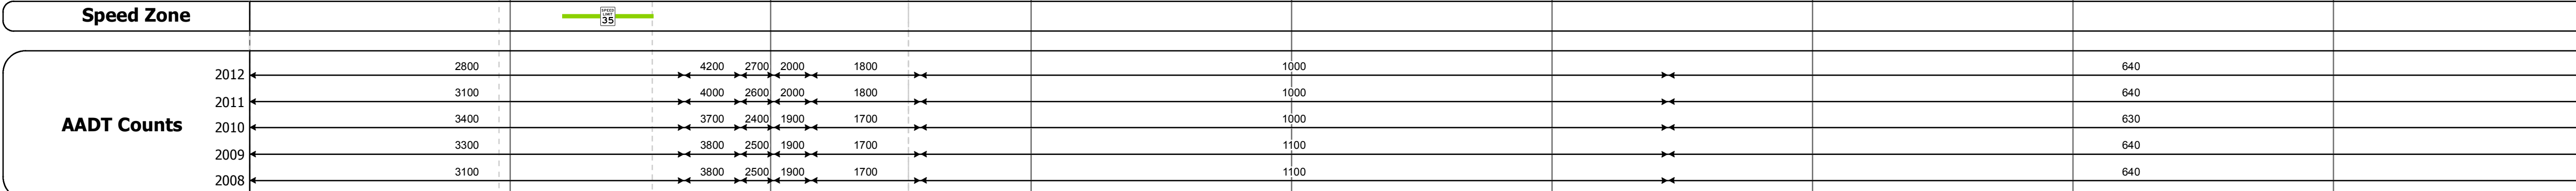 Speed Zone
SPEED
LIMIT
35
2012 2800 4200 2700 2000 1800 1000 640
2011 3100 4000 2600 2000 1800 1000 640
AADT Counts
2010 3400 3700 2400 1900 1700 1000 630
2009 3300 3800 2500 1900 1700 1100 640
2008 3100 3800 2500 1900 1700 1100 640